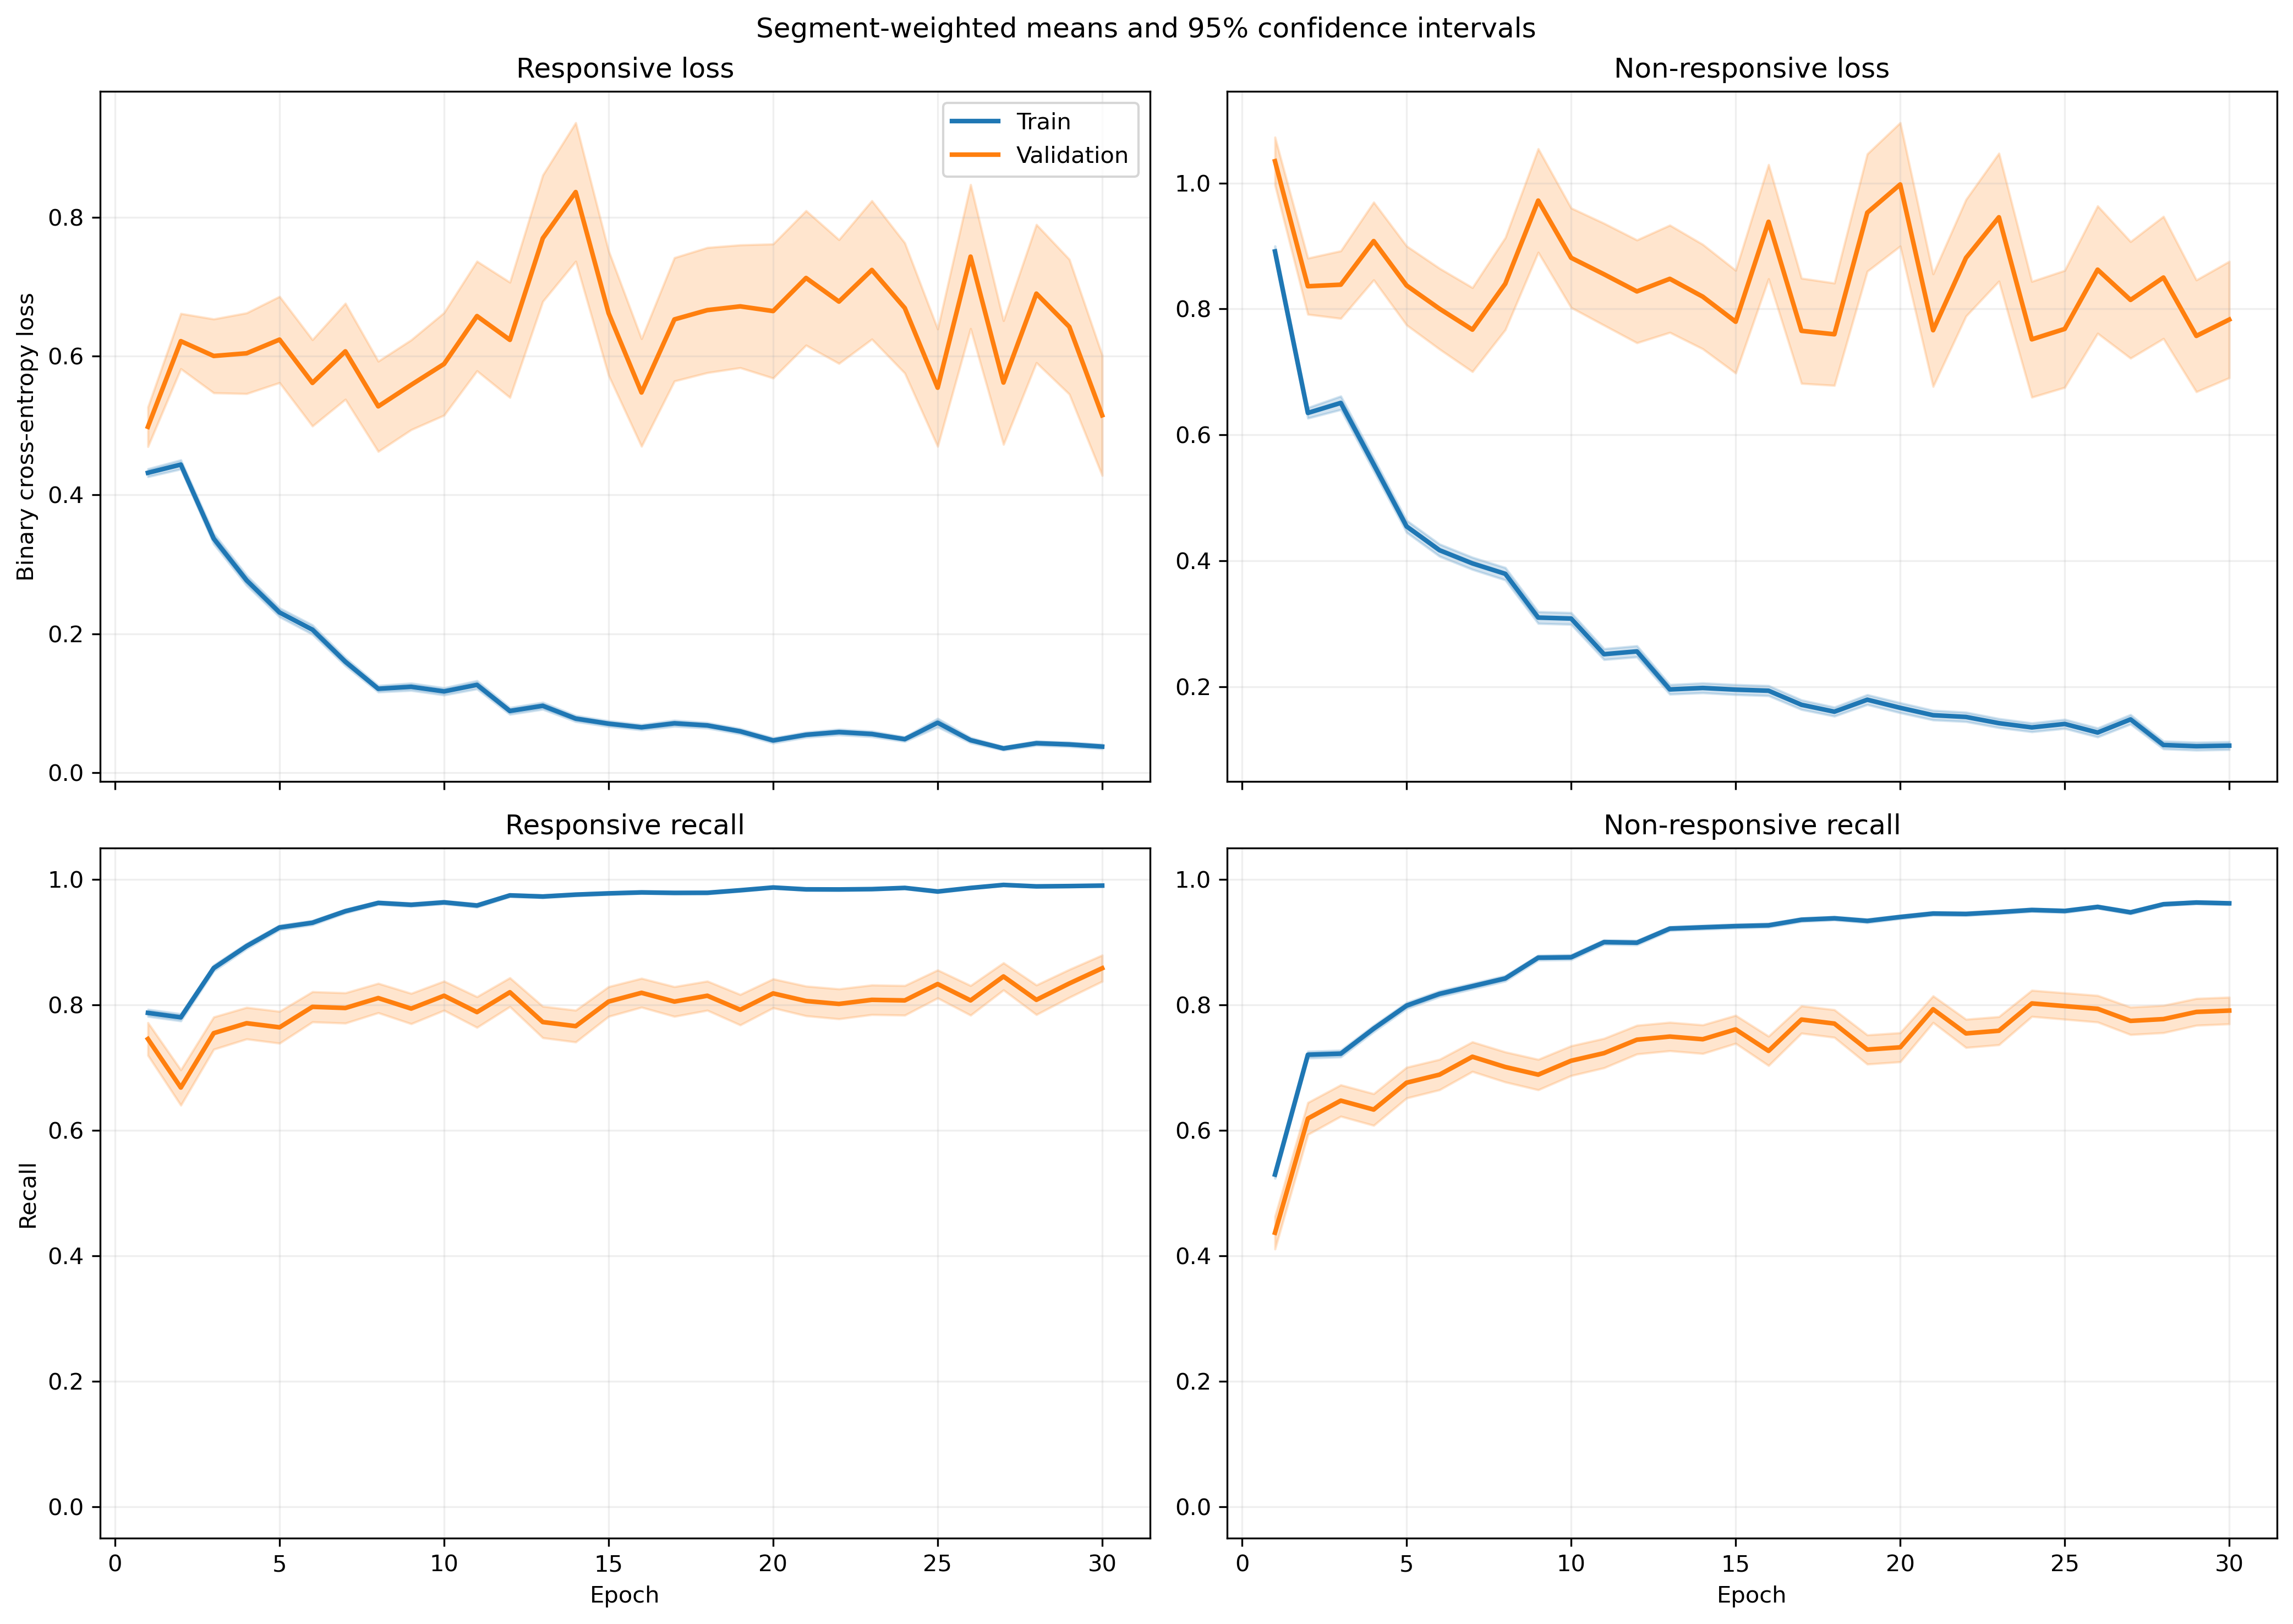 Segment-weighted means and 95% confidence intervals
Responsive loss
Non-responsive loss
Train
Validation
Binary cross-entropy loss
0.8
0.6
0.4
0.2
0.0
1.0
0.8
0.6
0.4
0.2
Responsive recall
Non-responsive recall
Recall
1.0
0.8
0.6
0.4
0.2
0.0
0 5 10 15 20 25 30
Epoch
1.0
0.8
0.6
0.4
0.2
0.0
0 5 10 15 20 25 30
Epoch